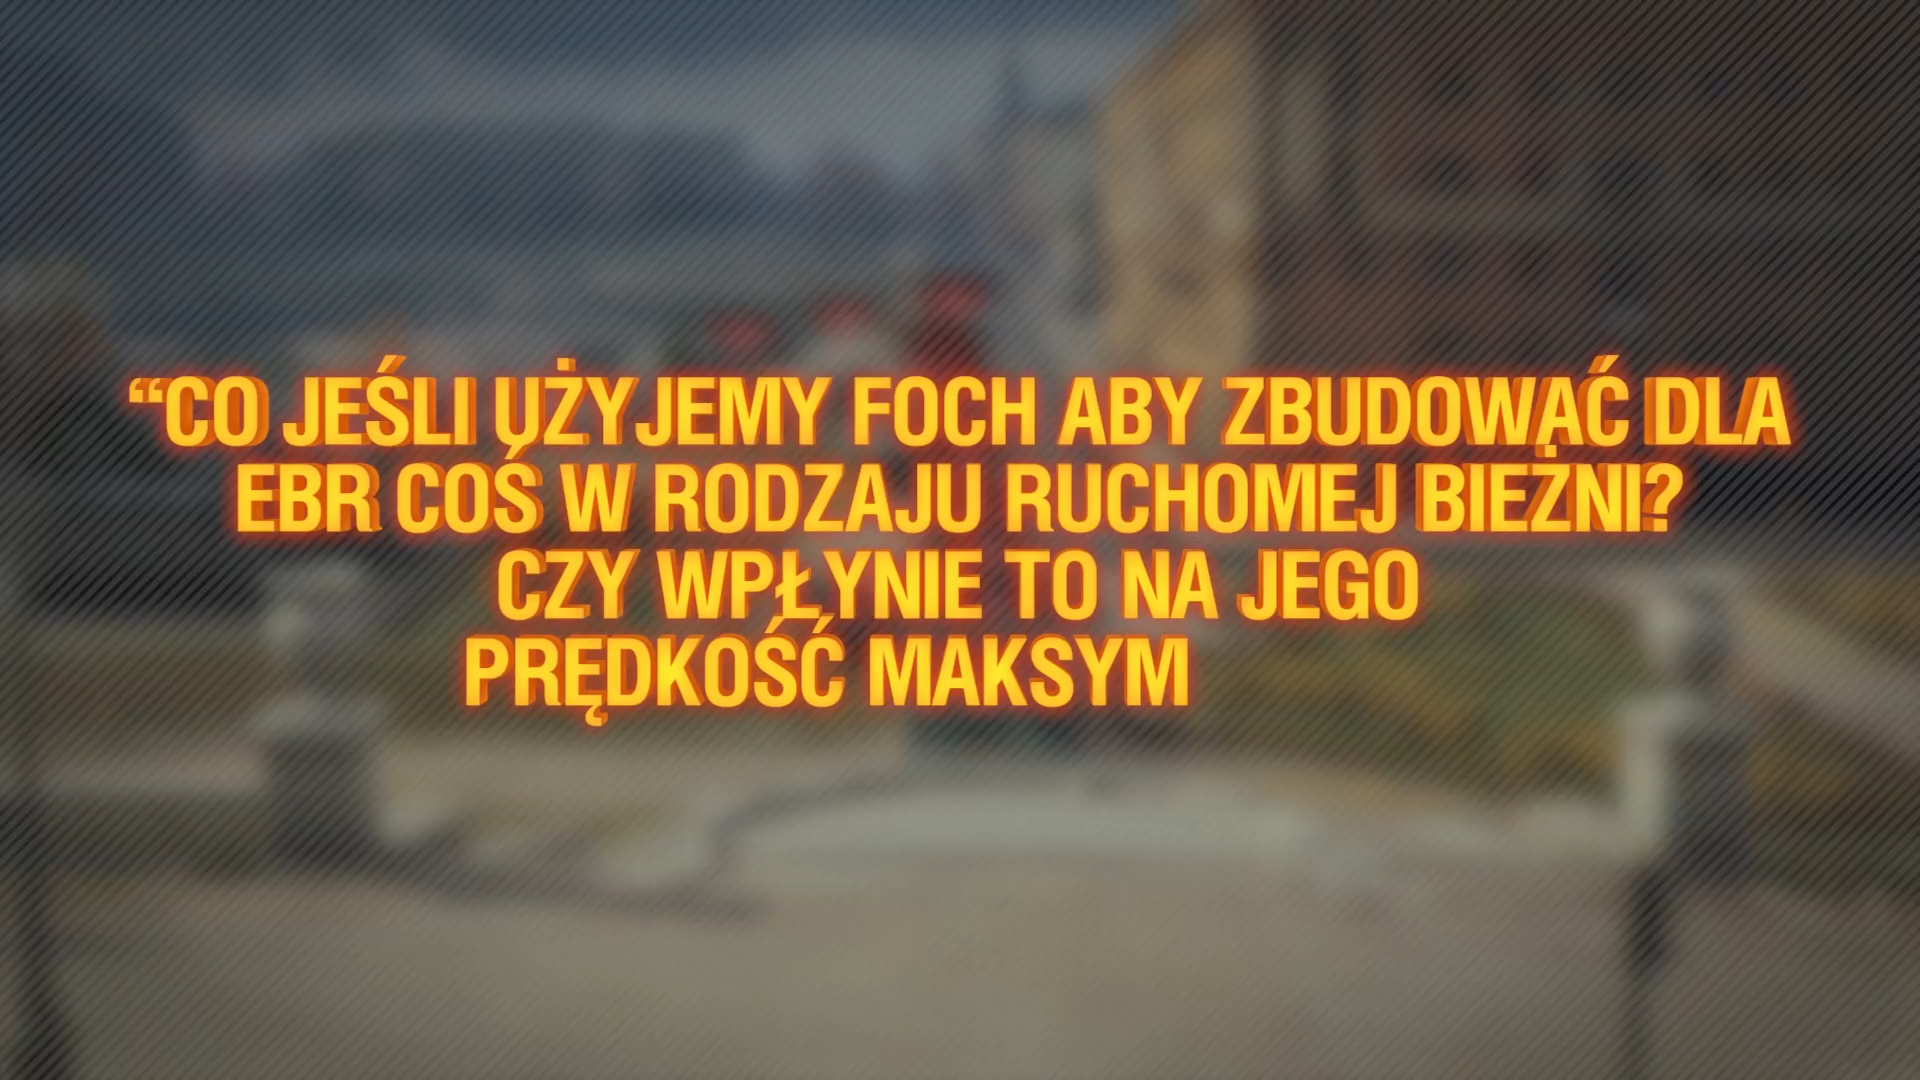 “CO JEŚLI UŻYJEMY FOCH ABY ZBUDOWAĆ DLA
EBR COŚ W RODZAJU RUCHOMEJ BIEŻNI?
CZY WPŁYNIE TO NA JEGO
PRĘDKOŚĆ MAKSYM